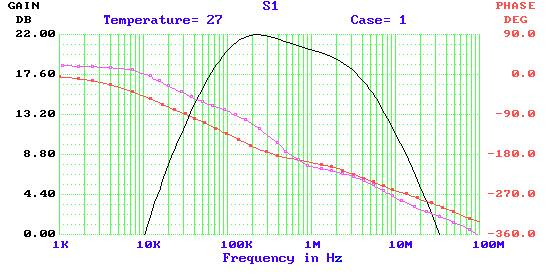 GAIN S1 PHASE
DB Temperature= 27 Case= 1 DEG
22.00 90.0
17.60 0.0
13.20 -90.0
8.80 -180.0
4.40 -270.0
0.00 -360.0
1K 10K 100K 1M 10M 100M
Frequency in Hz